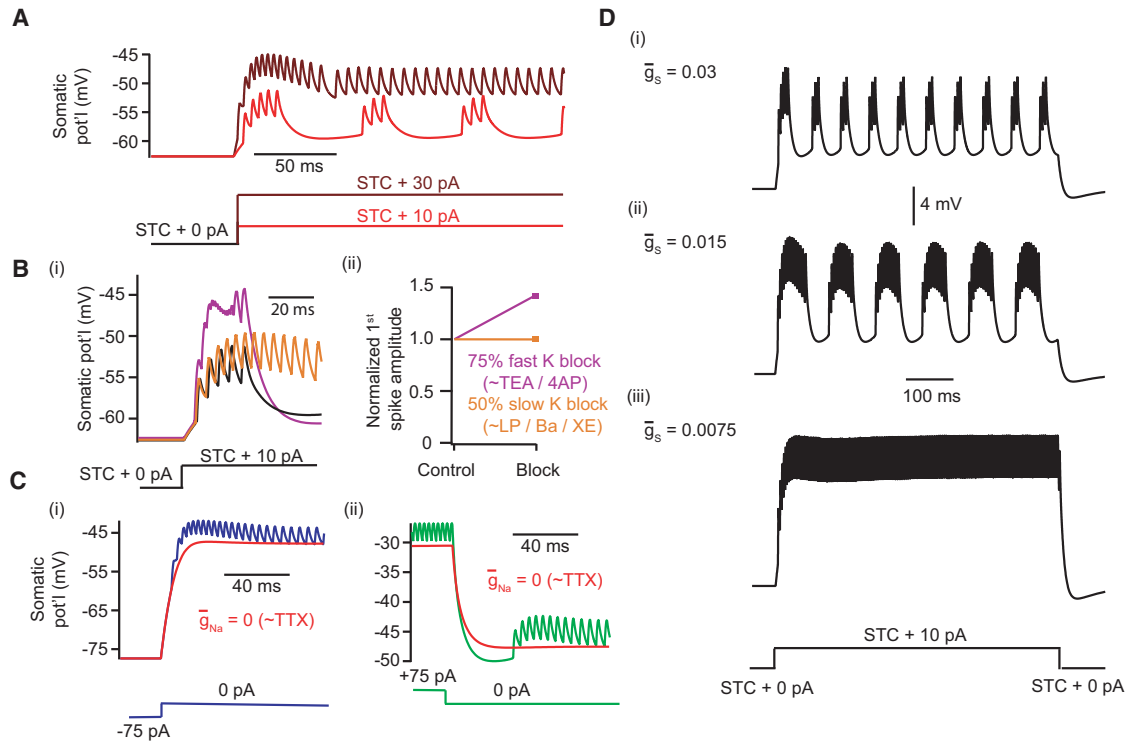 A
Somatic
pot'l (mV)
-45
-50
-55
-60
50 ms
STC + 30 pA
STC + 10 pA
STC + 0 pA
B
(i)
Somatic pot'l (mV)
-45
-50
-55
-60
20 ms
STC + 10 pA
STC + 0 pA
(ii)
Normalized 1st
spike amplitude
1.5
1.0
0.5
0
75% fast K block
(~TEA / 4AP)
50% slow K block
(~LP / Ba / XE)
Control
Block
C
(i)
Somatic
pot'l (mV)
-45
-55
-65
-75
40 ms
g̅Na = 0 (~TTX)
0 pA
-75 pA
(ii)
-30
-35
-40
-45
-50
40 ms
g̅Na = 0 (~TTX)
+75 pA
0 pA
D
(i)
g̅S = 0.03
4 mV
(ii)
g̅S = 0.015
100 ms
(iii)
g̅S = 0.0075
STC + 10 pA
STC + 0 pA
STC + 0 pA